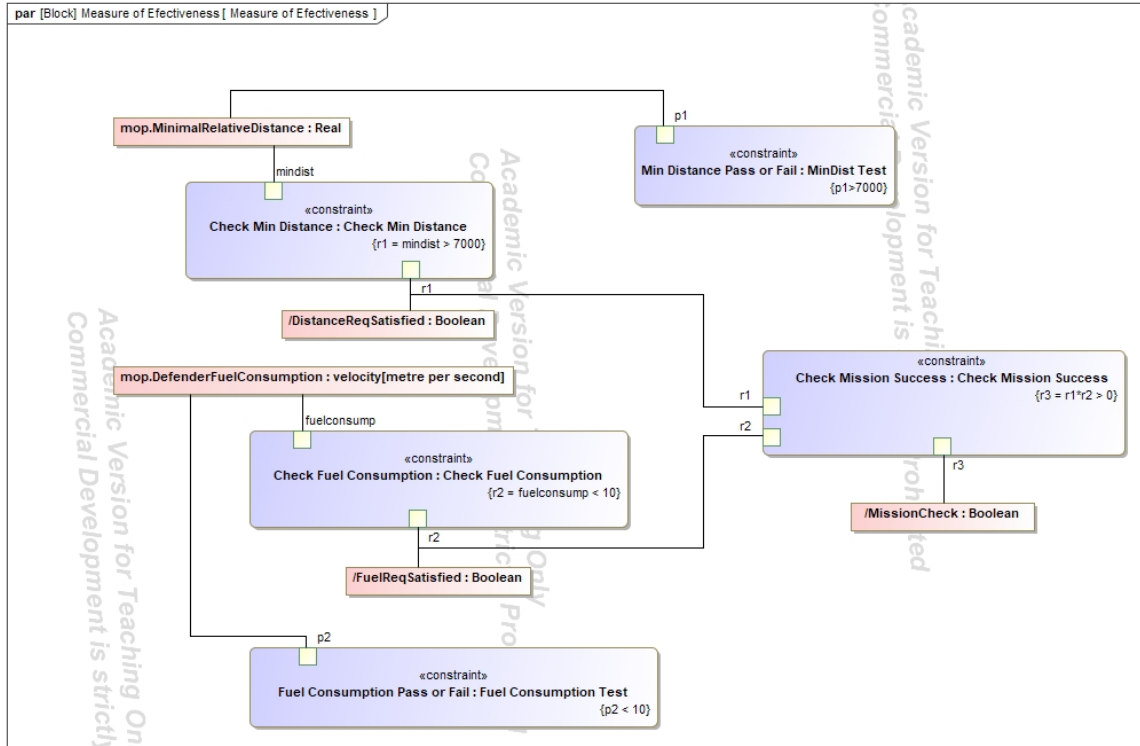 par [Block] Measure of Efectiveness [ Measure of Efectiveness ]
p1
mop.MinimalRelativeDistance : Real
«constraint»
Min Distance Pass or Fail : MinDist Test
{p1>7000}
mindist
«constraint»
Check Min Distance : Check Min Distance
{r1 = mindist > 7000}
r1
/DistanceReqSatisfied : Boolean
mop.DefenderFuelConsumption : velocity[metre per second]
«constraint»
Check Mission Success : Check Mission Success
{r3 = r1*r2 > 0}
r1
r2
r3
/MissionCheck : Boolean
fuelconsump
«constraint»
Check Fuel Consumption : Check Fuel Consumption
{r2 = fuelconsump < 10}
r2
/FuelReqSatisfied : Boolean
p2
«constraint»
Fuel Consumption Pass or Fail : Fuel Consumption Test
{p2 < 10}
Academic Version for Teaching On
Commercial Development is strictly